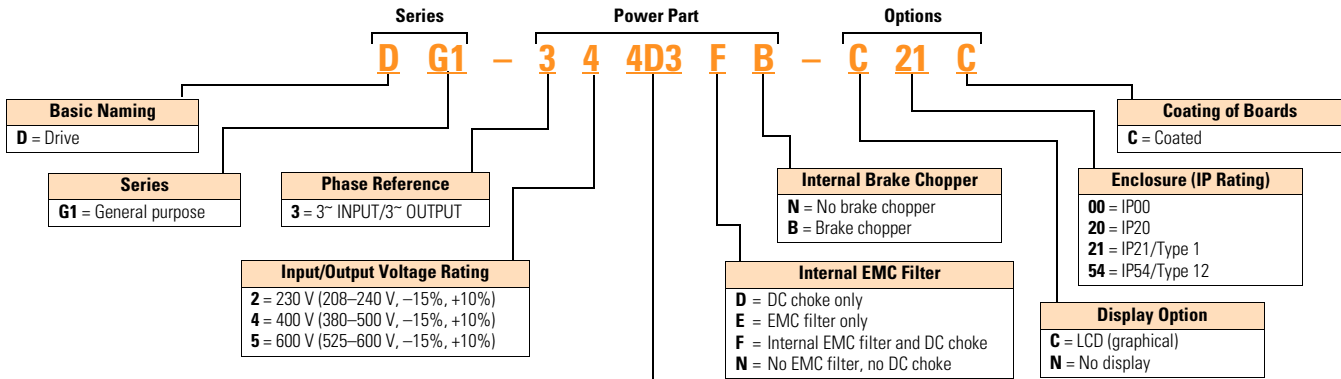 Series
Power Part
Options
D G1 – 3 4 4D3 F B – C 21 C
Basic Naming
D = Drive
Series
G1 = General purpose
Phase Reference
3 = 3~ INPUT/3~ OUTPUT
Input/Output Voltage Rating
2 = 230 V (208–240 V, –15%, +10%)
4 = 400 V (380–500 V, –15%, +10%)
5 = 600 V (525–600, –15%, +10%)
Internal Brake Chopper
N = No brake chopper
B = Brake chopper
Internal EMC Filter
D = DC choke only
E = EMC filter only
F = Internal EMC filter and DC choke
N = No EMC filter, no DC choke
Coating of Boards
C = Coated
Enclosure (IP Rating)
00 = IP00
20 = IP20
21 = IP21/Type 1
54 = IP54/Type 12
Display Option
C = LCD (graphical)
N = No display